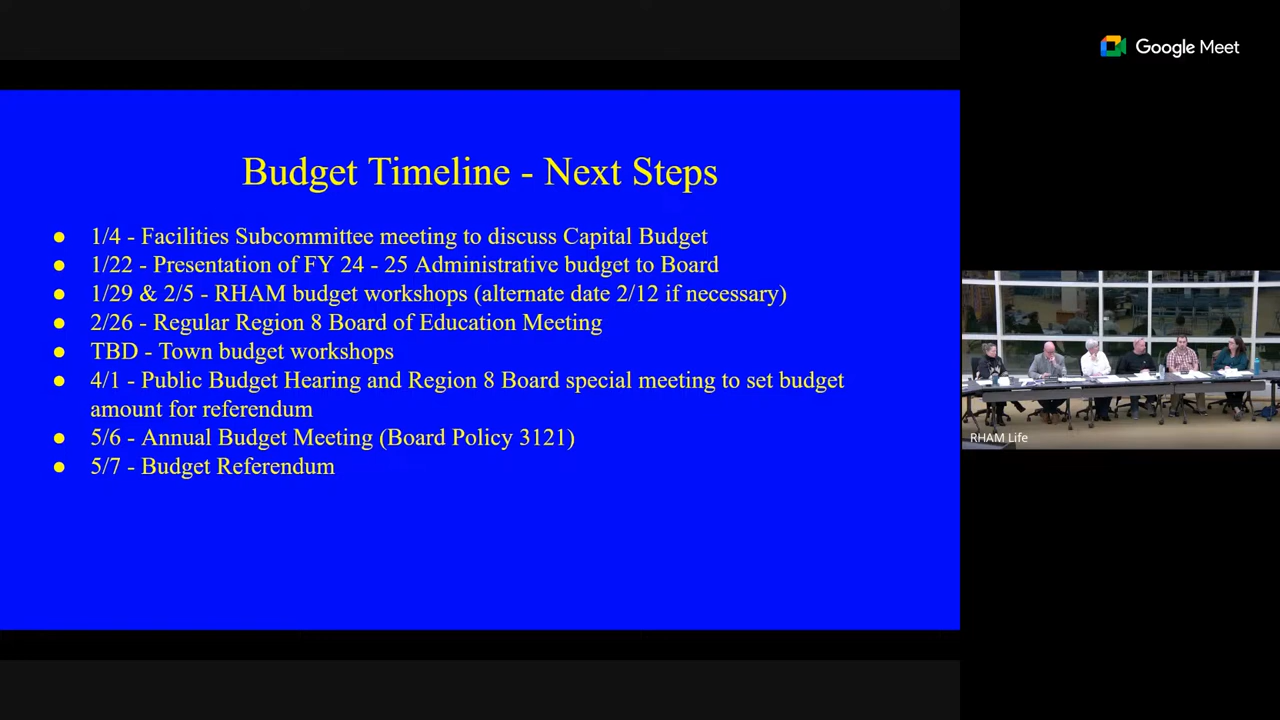 Google Meet
Budget Timeline - Next Steps
● 1/4 - Facilities Subcommittee meeting to discuss Capital Budget
● 1/22 - Presentation of FY 24 - 25 Administrative budget to Board
● 1/29 & 2/5 - RHAM budget workshops (alternate date 2/12 if necessary)
● 2/26 - Regular Region 8 Board of Education Meeting
● TBD - Town budget workshops
● 4/1 - Public Budget Hearing and Region 8 Board special meeting to set budget
amount for referendum
● 5/6 - Annual Budget Meeting (Board Policy 3121)
● 5/7 - Budget Referendum
RHAM Life